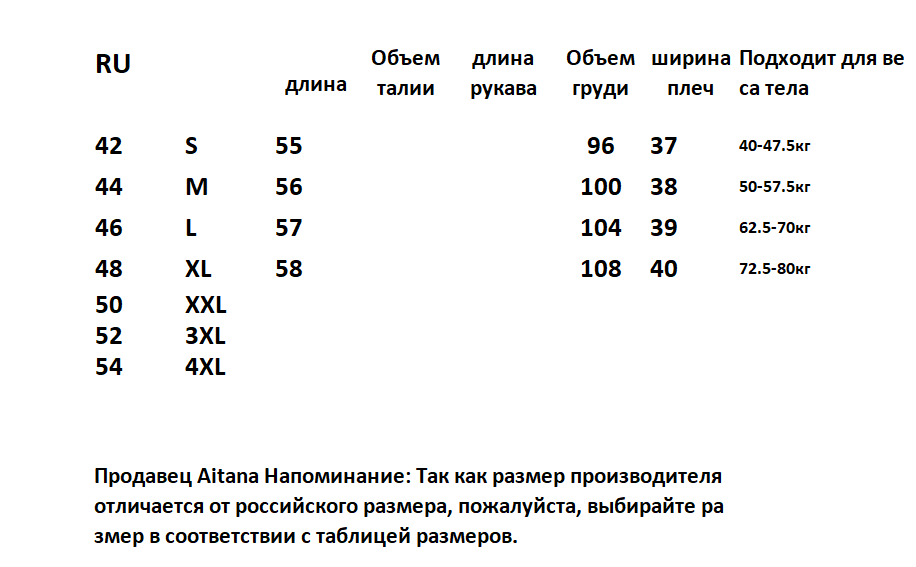 RU длина Объем талии длина рукава Объем груди ширина плеч Подходит для ве са тела
42 S 55 96 37 40-47.5кг
44 M 56 100 38 50-57.5кг
46 L 57 104 39 62.5-70кг
48 XL 58 108 40 72.5-80кг
50 XXL
52 3XL
54 4XL
Продавец Aitana Напоминание: Так как размер производителя
отличается от российского размера, пожалуйста, выбирайте ра
змер в соответствии с таблицей размеров.